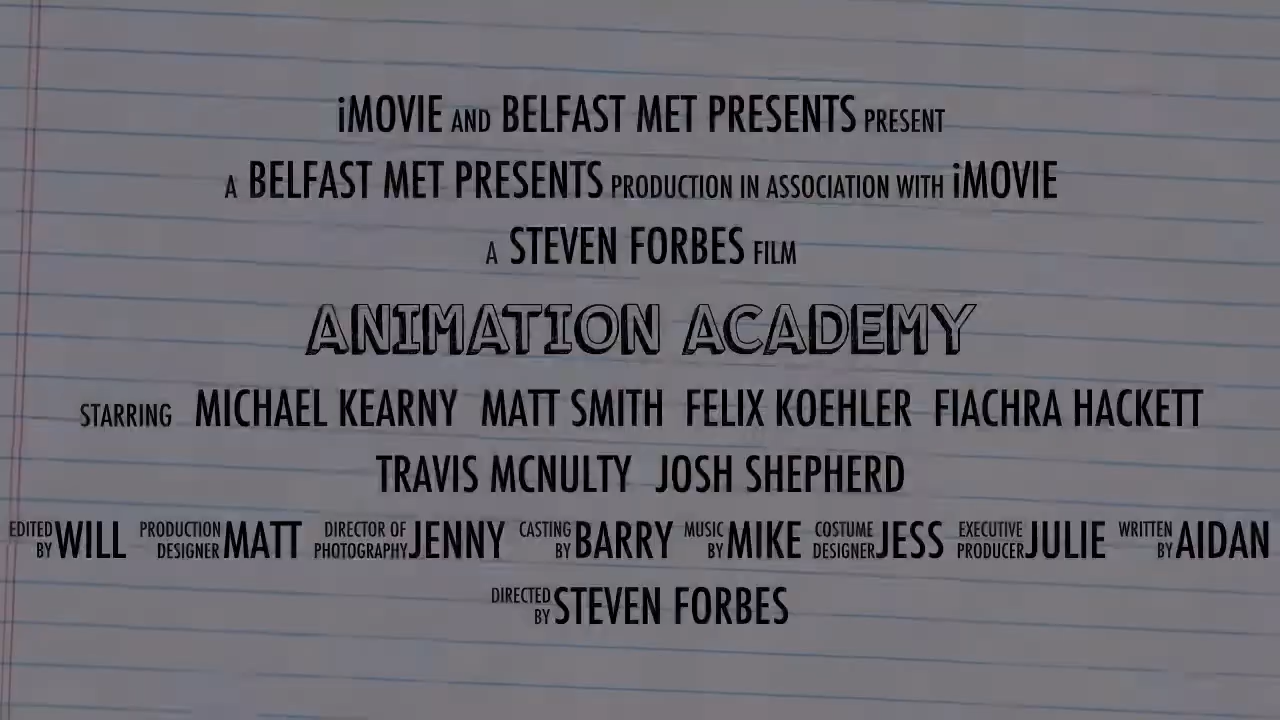 iMOVIE AND BELFAST MET PRESENTS PRESENT
A BELFAST MET PRESENTS PRODUCTION IN ASSOCIATION WITH iMOVIE
A STEVEN FORBES FILM
ANIMATION ACADEMY
STARRING MICHAEL KEARNY MATT SMITH FELIX KOEHLER FIACHRA HACKETT
TRAVIS MCNULTY JOSH SHEPHERD
EDITED BY WILL PRODUCTION DESIGNER MATT DIRECTOR OF PHOTOGRAPHY JENNY CASTING BY BARRY MUSIC BY MIKE COSTUME DESIGNER JESS EXECUTIVE PRODUCER JULIE WRITTEN BY AIDAN
DIRECTED BY STEVEN FORBES